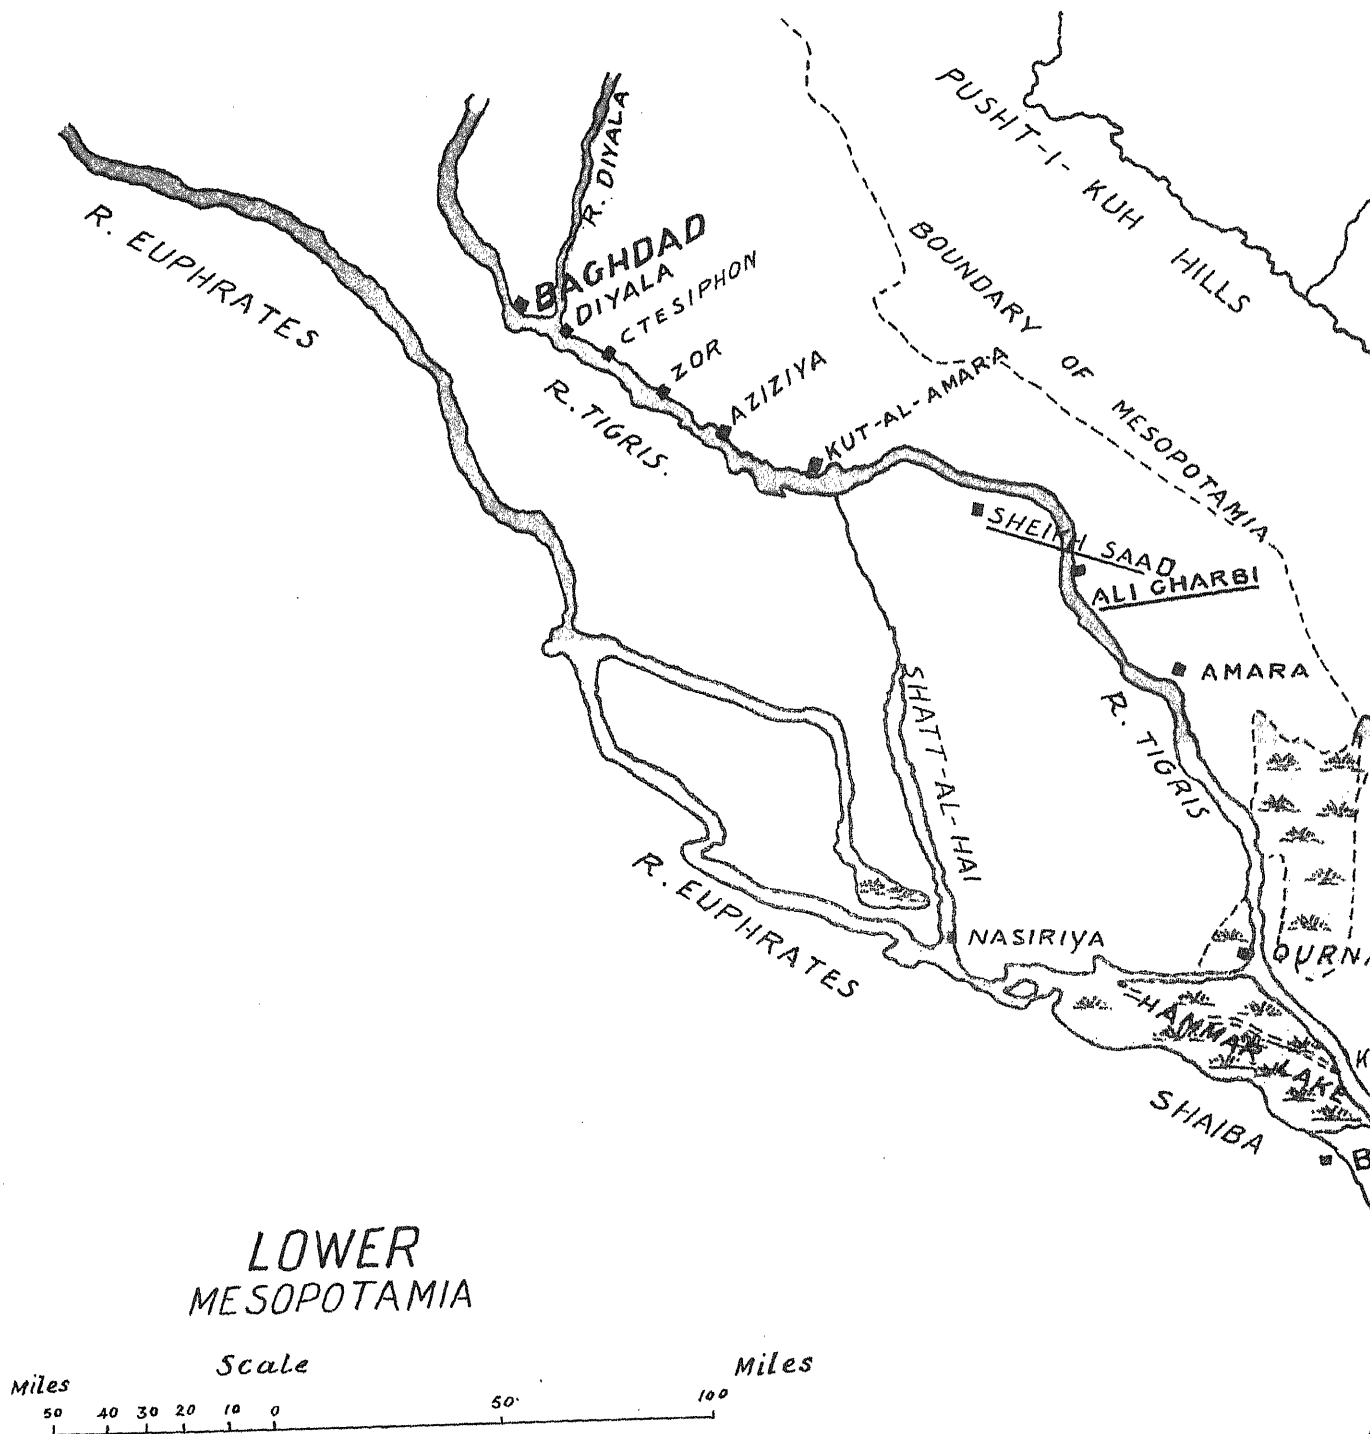 PUSHT-I-KUH HILLS
R. DIYALA
R. EUPHRATES
BAGHDAD
DIYALA
CTESIPHON
ZOR
AZIZIYA
R. TIGRIS.
KUT-AL-AMARA
BOUNDARY OF MESOPOTAMIA
SHEIKH SAAD
ALI GHARBI
AMARA
R. TIGRIS
SHATT-AL-HAI
R. EUPHRATES
NASIRIYA
HAMMAR LAKE
SHAIBA
LOWER
MESOPOTAMIA
Scale
Miles
Miles
50 40 30 20 10 0 50 100